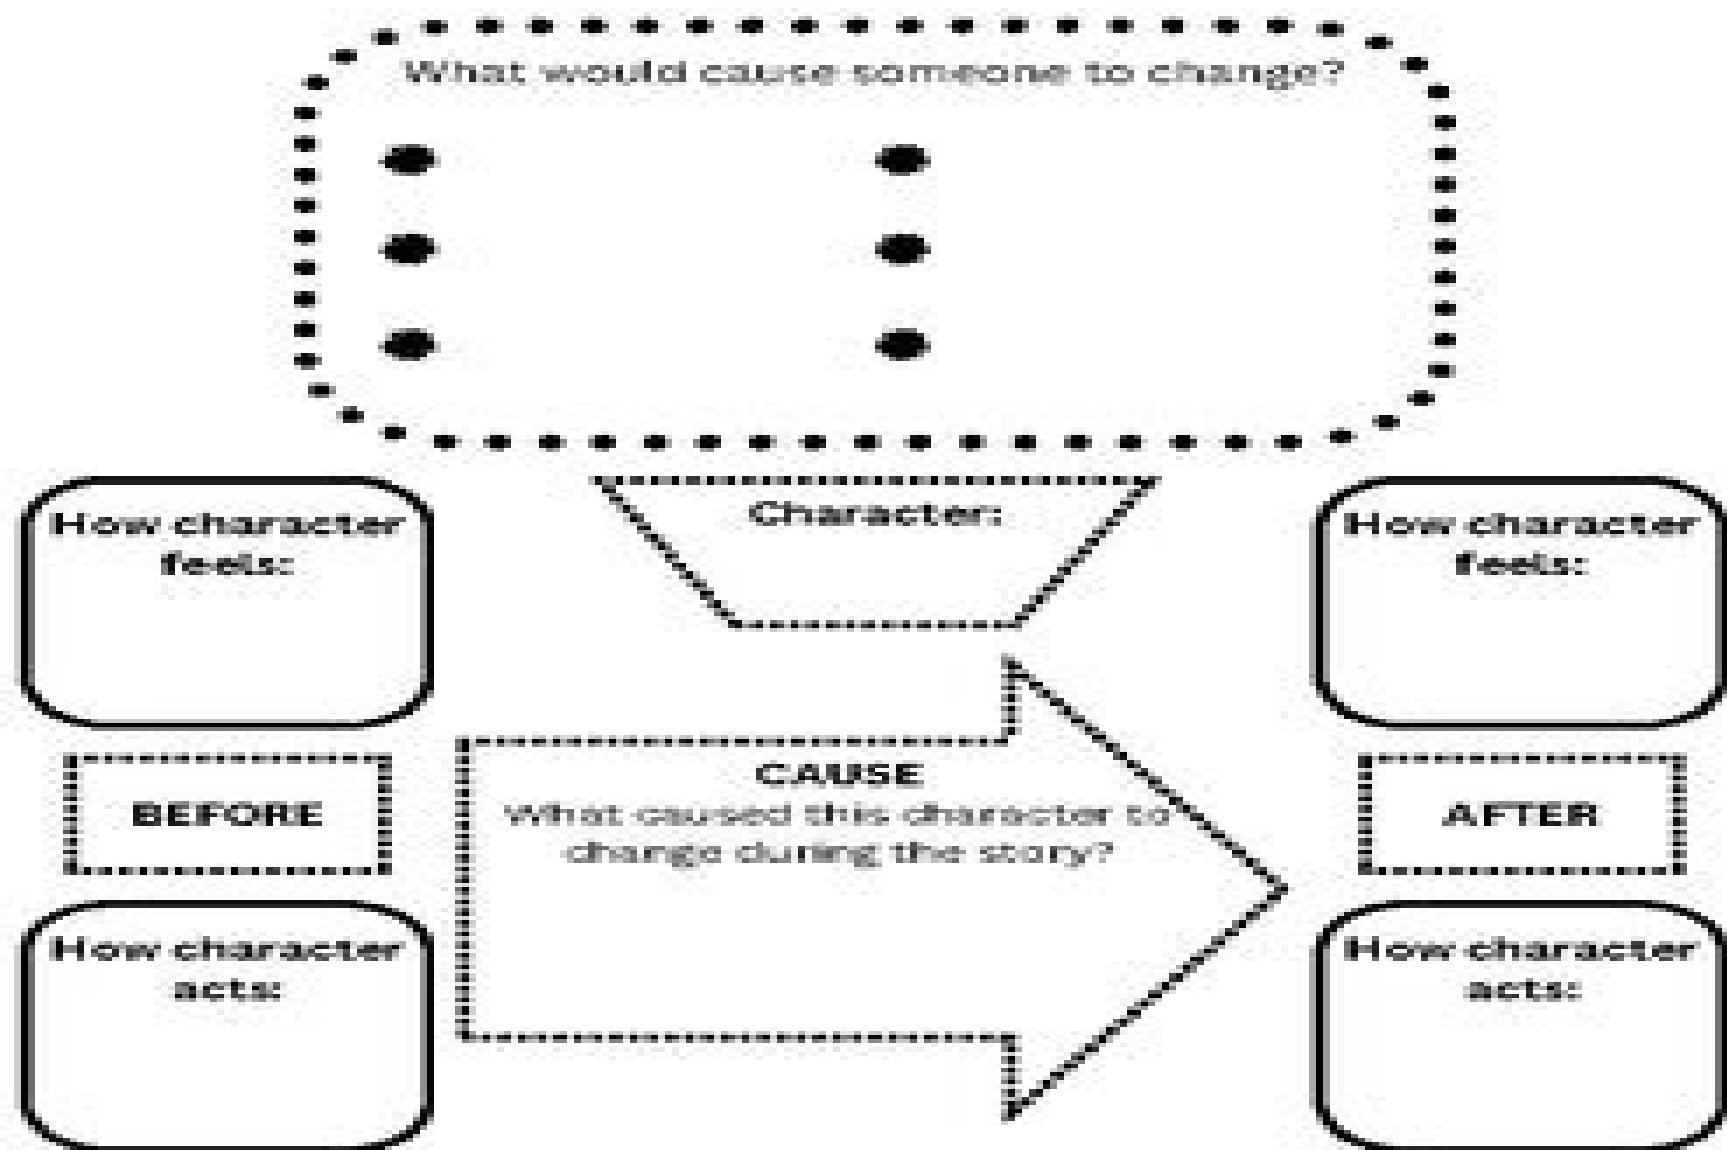 What would cause someone to change?
Character:
How character
feels:
BEFORE
How character
acts:
CAUSE
What caused this character to
change during the story?
How character
feels:
AFTER
How character
acts: